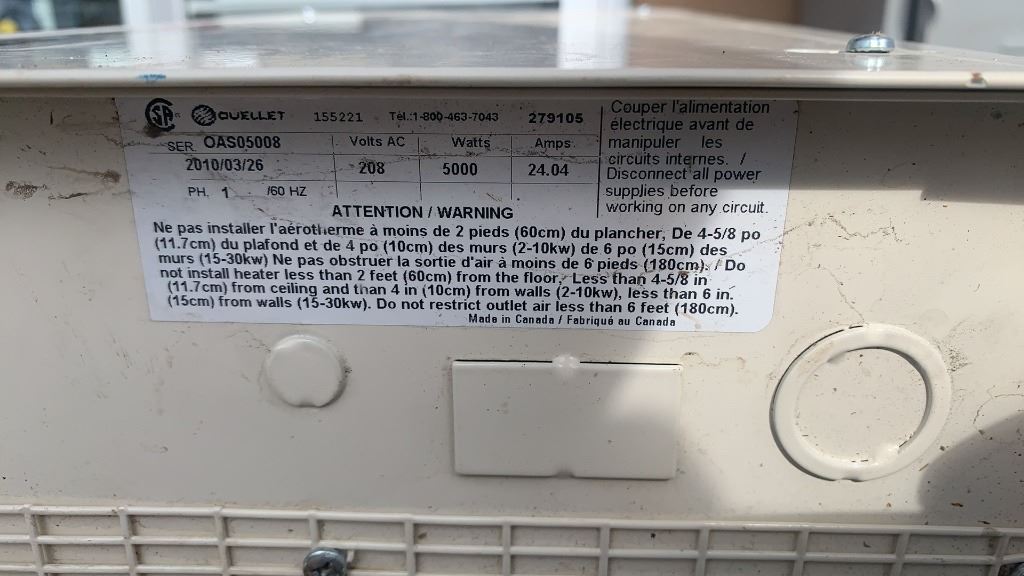 OUELLET 155221 Tél.:1-800-463-7043 279105
SER. OAS05008 Volts AC Watts Amps
2010/03/26 208 5000 24.04
PH. 1 /60 HZ
Couper l'alimentation
électrique avant de
manipuler les
circuits internes. /
Disconnect all power
supplies before
working on any circuit.
ATTENTION / WARNING
Ne pas installer l'aérotherme à moins de 2 pieds (60cm) du plancher, De 4-5/8 po
(11.7cm) du plafond et de 4 po (10cm) des murs (2-10kw) de 6 po (15cm) des
murs (15-30kw) Ne pas obstruer la sortie d'air à moins de 6 pieds (180cm). / Do
not install heater less than 2 feet (60cm) from the floor, Less than 4-5/8 in
(11.7cm) from ceiling and than 4 in (10cm) from walls (2-10kw), less than 6 in.
(15cm) from walls (15-30kw). Do not restrict outlet air less than 6 feet (180cm).
Made in Canada / Fabriqué au Canada